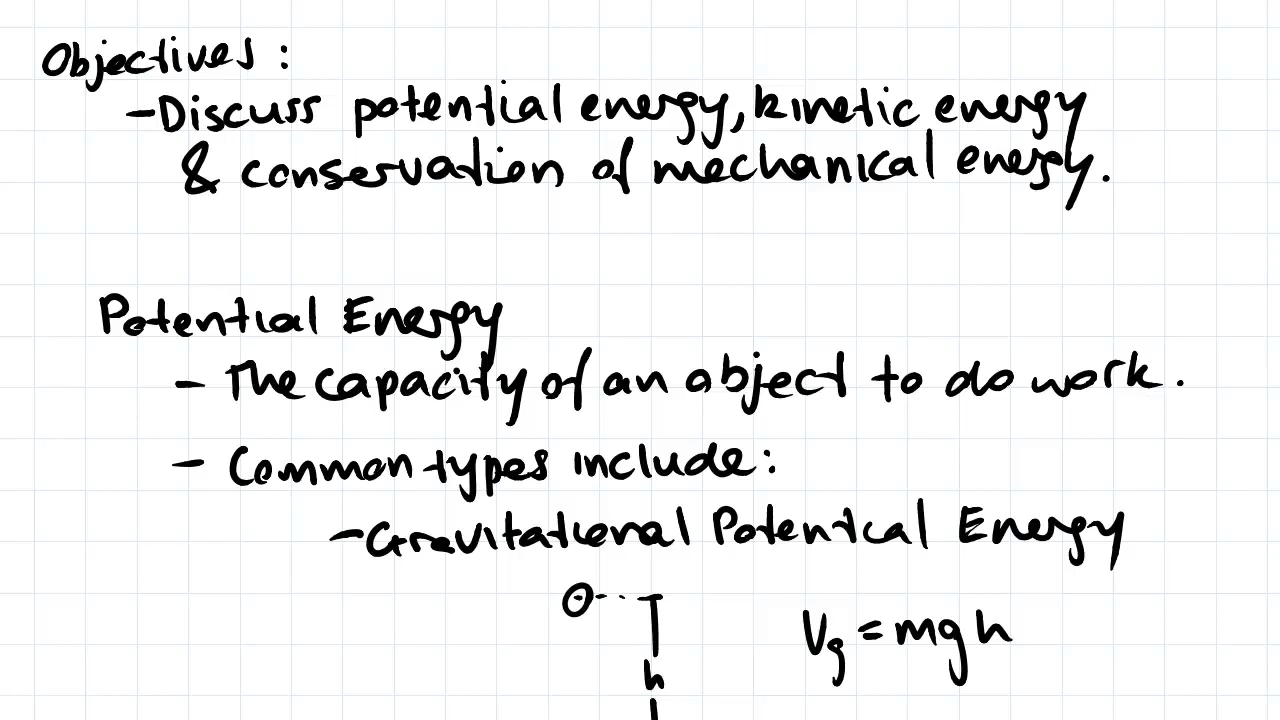 Objectives:
-Discuss potential energy, kinetic energy
& conservation of mechanical energy.
Potential Energy
- The capacity of an object to do work.
- Common types include:
-Gravitational Potential Energy
Vg = mgh
h